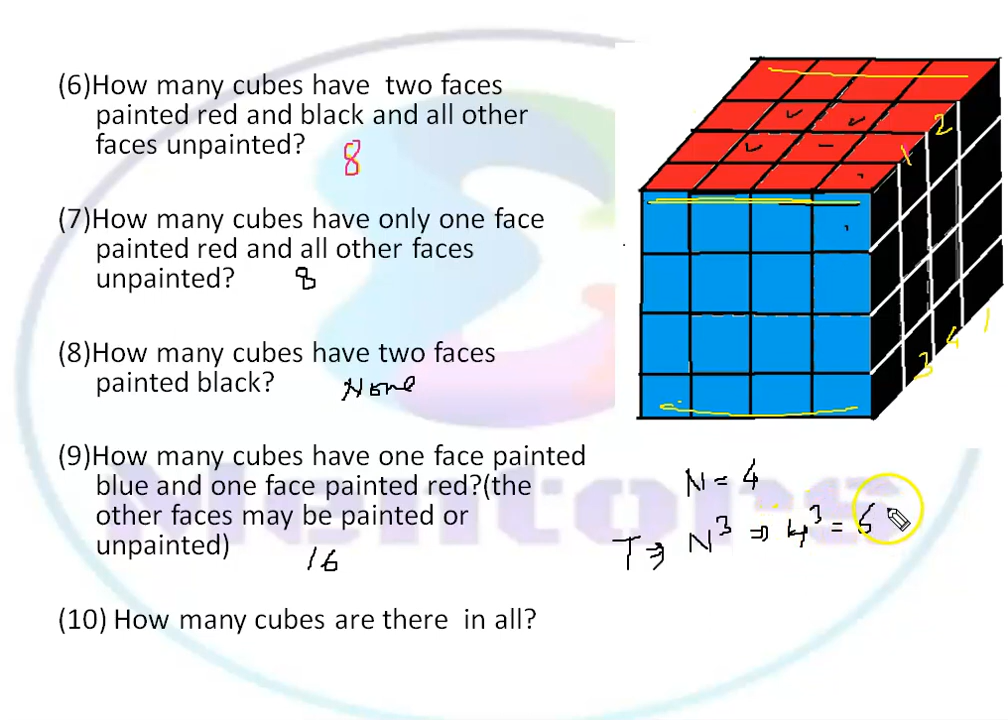 (6)How many cubes have two faces
painted red and black and all other
faces unpainted?
8
(7)How many cubes have only one face
painted red and all other faces
unpainted?
8
(8)How many cubes have two faces
painted black?
None
(9)How many cubes have one face painted
blue and one face painted red?(the
other faces may be painted or
unpainted)
16
(10) How many cubes are there in all?
2
1
3 4 1
N = 4
T ⇒ N³ ⇒ 4³ = 6
Mentors